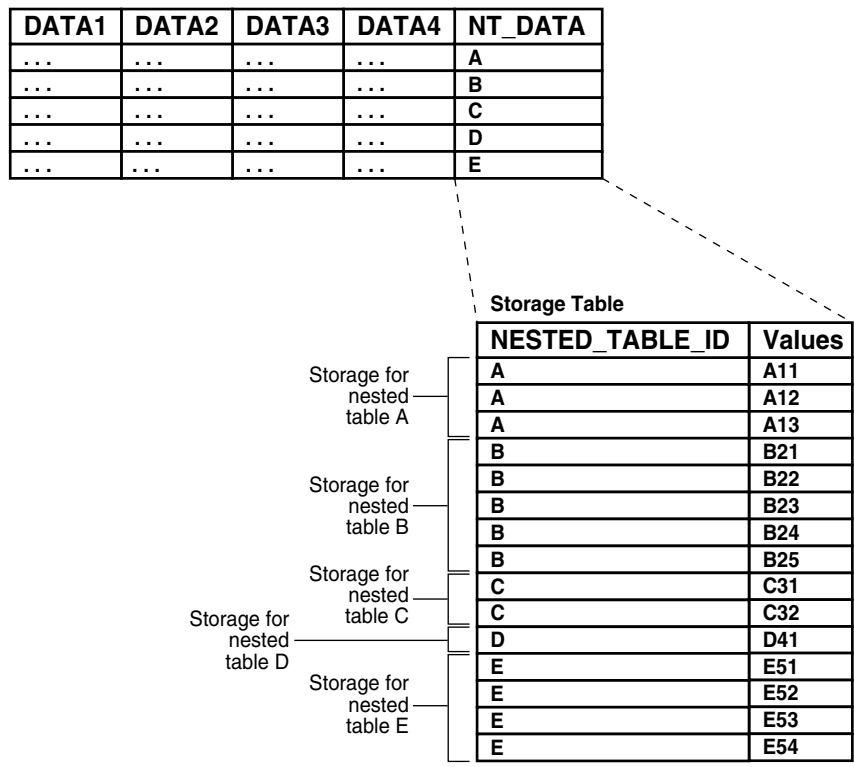 DATA1 DATA2 DATA3 DATA4 NT_DATA
... ... ... ... A
... ... ... ... B
... ... ... ... C
... ... ... ... D
... ... ... ... E
Storage Table
NESTED_TABLE_ID Values
A A11
A A12
A A13
B B21
B B22
B B23
B B24
B B25
C C31
C C32
D D41
E E51
E E52
E E53
E E54
Storage for
nested
table A
Storage for
nested
table B
Storage for
nested
table C
Storage for
nested
table D
Storage for
nested
table E